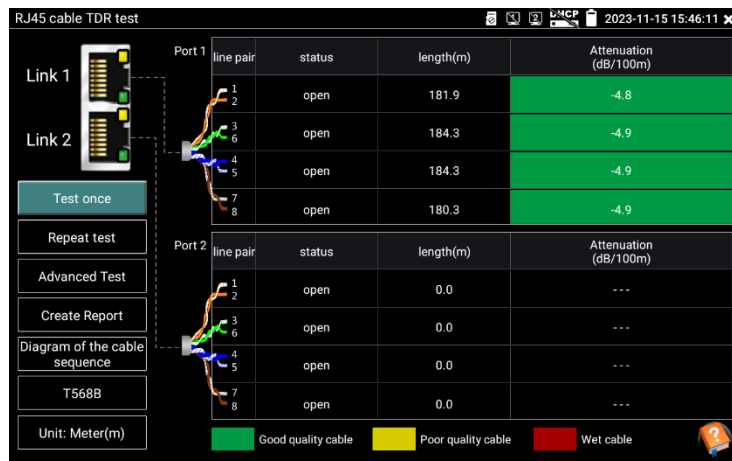 RJ45 cable TDR test
1
2
DHCP
2023-11-15 15:46:11
Link 1
Link 2
Test once
Repeat test
Advanced Test
Create Report
Diagram of the cable
sequence
T568B
Unit: Meter(m)
Port 1
line pair status length(m) Attenuation
(dB/100m)
1
2 open 181.9 -4.8
3
6 open 184.3 -4.9
4
5 open 184.3 -4.9
7
8 open 180.3 -4.9
Port 2
line pair status length(m) Attenuation
(dB/100m)
1
2 open 0.0 ---
3
6 open 0.0 ---
4
5 open 0.0 ---
7
8 open 0.0 ---
Good quality cable Poor quality cable Wet cable
?